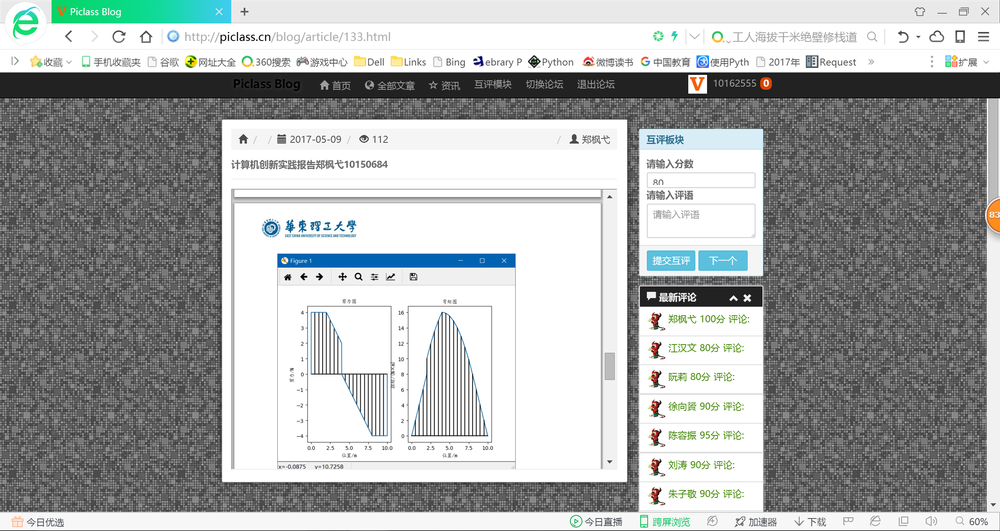 Piclass Blog
http://piclass.cn/blog/article/133.html
工人海拔千米绝壁修栈道
收藏 手机收藏夹 谷歌 网址大全 360搜索 游戏中心 Dell Links Bing ebrary P Python 微博读书 中国教育 使用Pyth 2017年 Request » 扩展
Piclass Blog 首页 全部文章 资讯 互评模块 切换论坛 退出论坛 10162555 0
/ / 2017-05-09 / 112 / 郑枫弋
计算机创新实践报告郑枫弋10150684
華東理工大學
EAST CHINA UNIVERSITY OF SCIENCE AND TECHNOLOGY
Figure 1
剪力图
4
3
2
1
0
−1
−2
−3
−4
剪力/N
0.0 2.5 5.0 7.5 10.0
位置/m
弯矩图
16
14
12
10
8
6
4
2
0
扭矩/(N×m)
0.0 2.5 5.0 7.5 10.0
位置/m
x=-0.0875 y=10.7258
互评板块
请输入分数
80
请输入评语
请输入评语
提交互评 下一个
最新评论
郑枫弋 100分 评论:
江汉文 80分 评论:
阮莉 80分 评论:
徐向贇 90分 评论:
陈容振 95分 评论:
刘涛 90分 评论:
朱子敬 90分 评论:
83
今日优选 今日直播 跨屏浏览 加速器 下载 60%